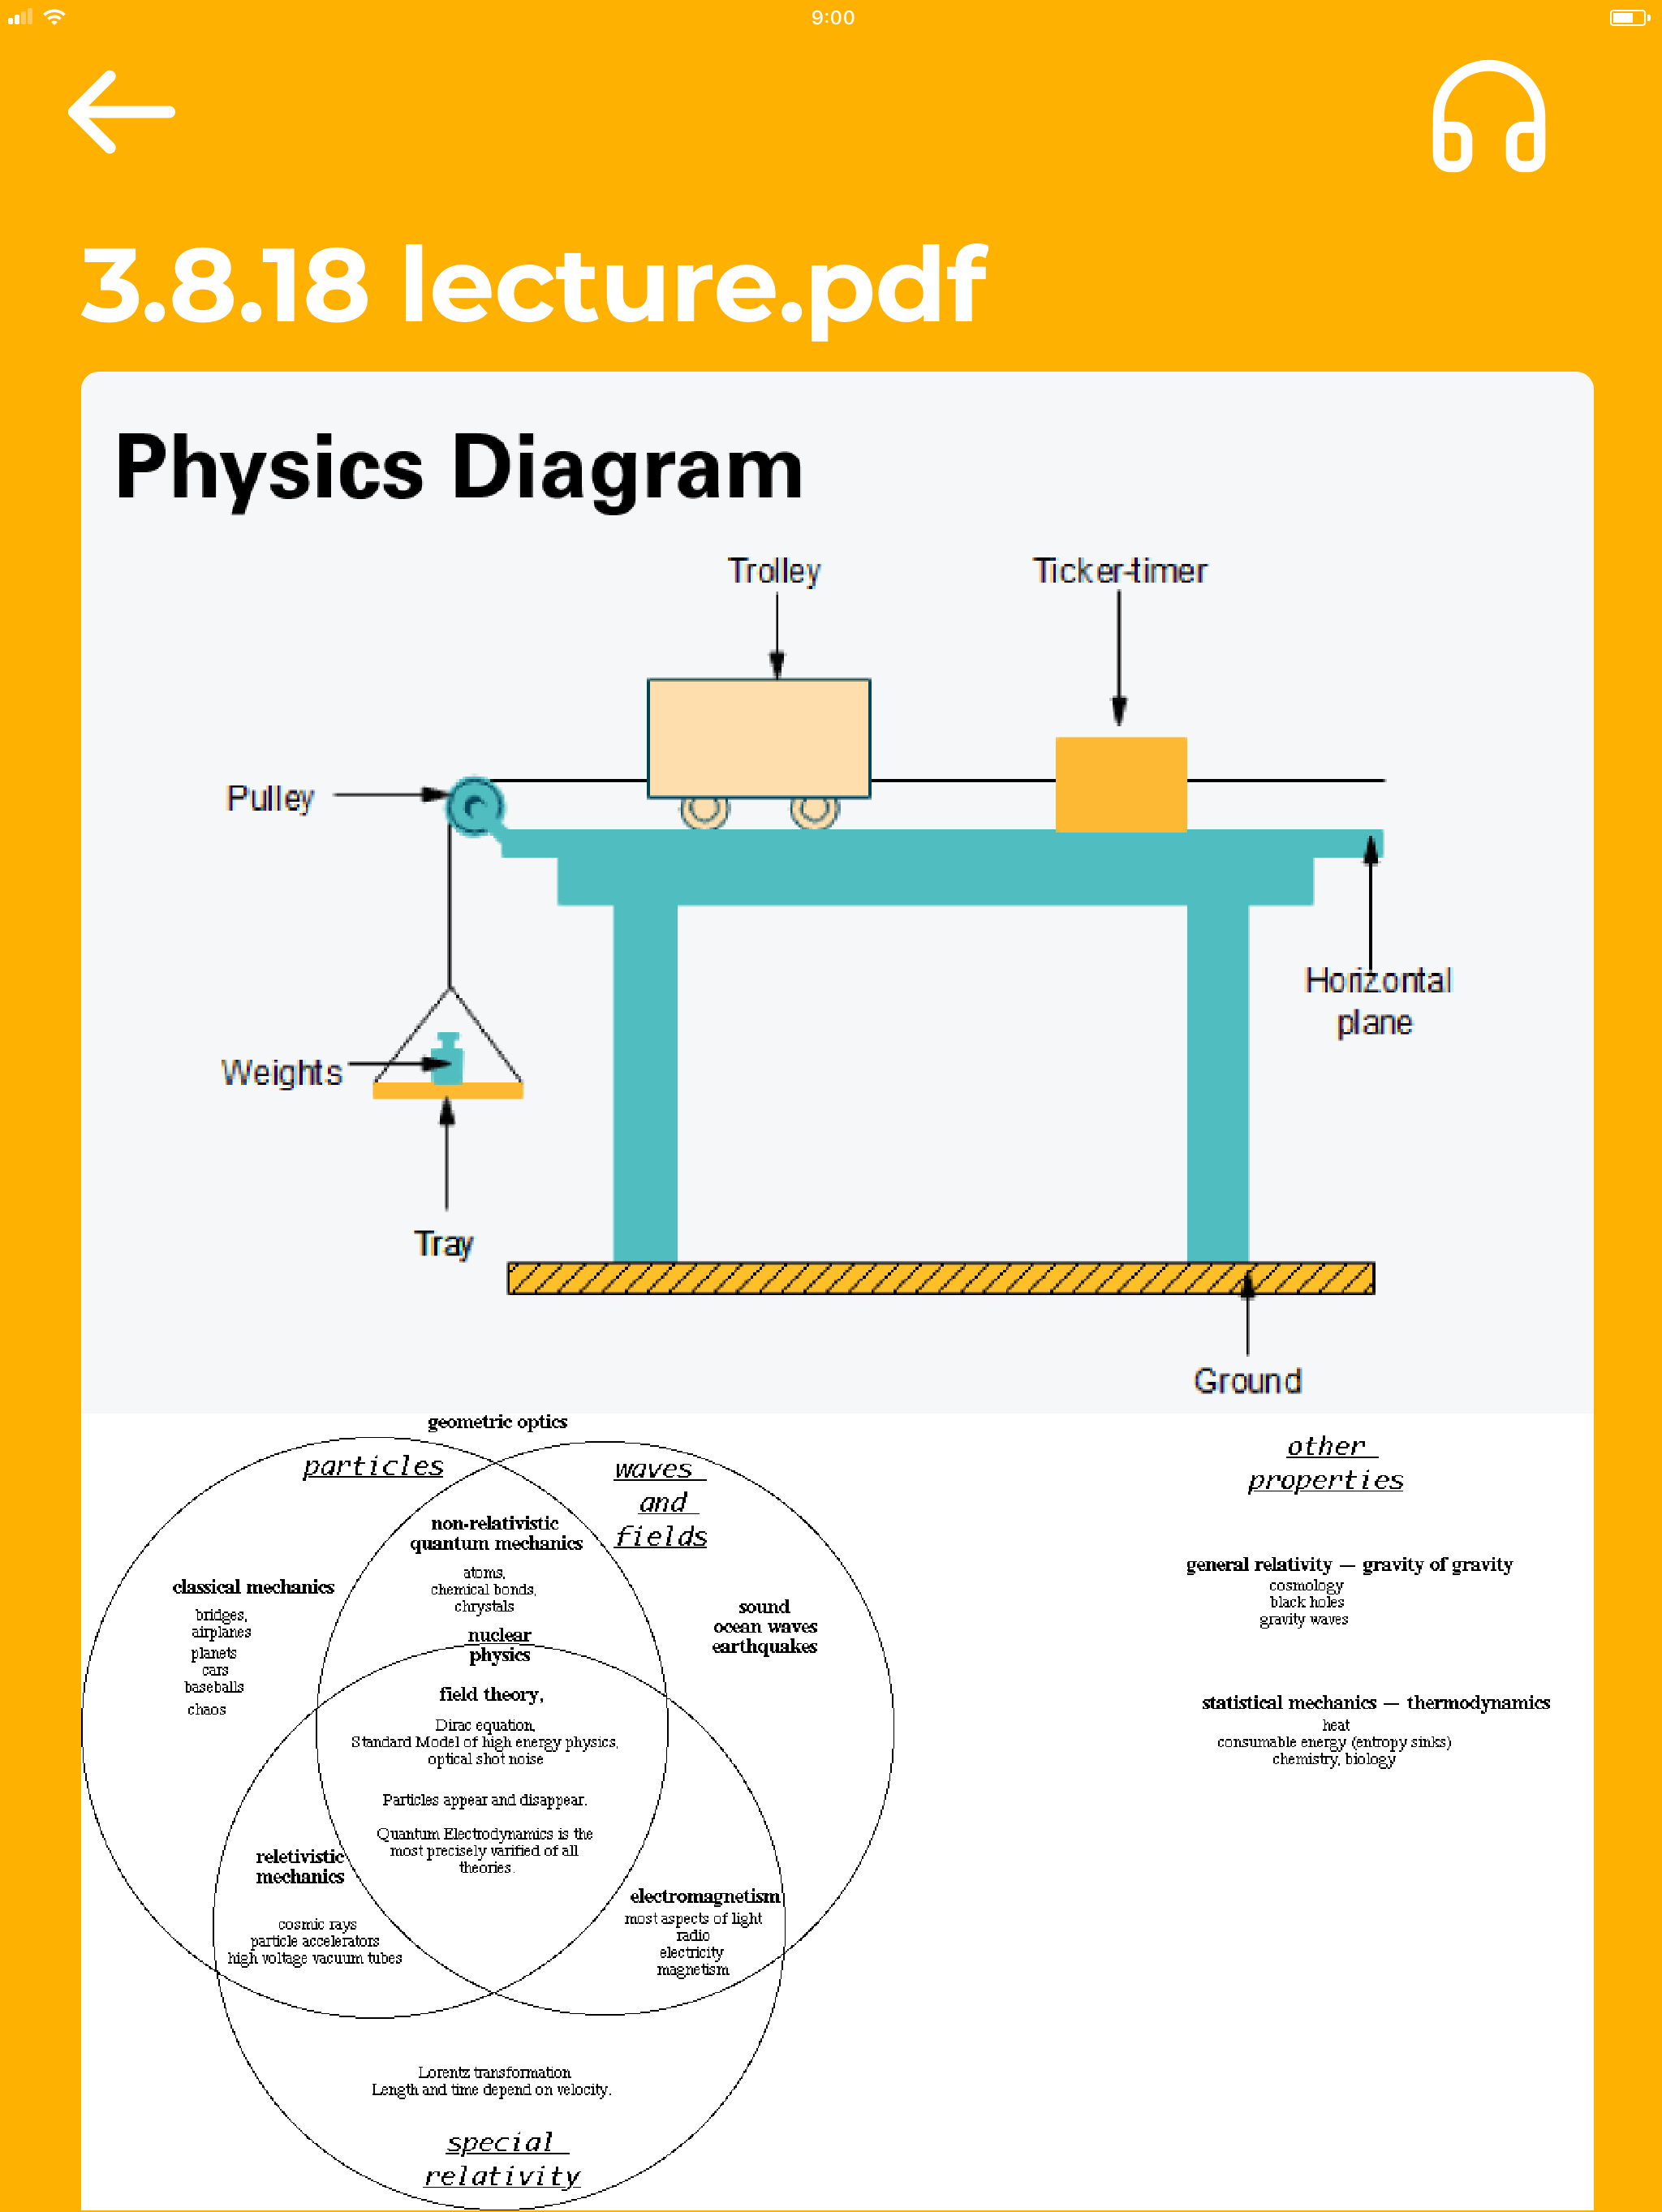 9:00
3.8.18 lecture.pdf
Physics Diagram
Trolley
Ticker-timer
Pulley
Horizontal
plane
Weights
Tray
Ground
geometric optics
particles
waves
and
fields
non-relativistic
quantum mechanics
atoms,
chemical bonds,
chrystals
classical mechanics
bridges,
airplanes
planets
cars
baseballs
chaos
sound
ocean waves
earthquakes
nuclear
physics
field theory,
Dirac equation,
Standard Model of high energy physics,
optical shot noise
Particles appear and disappear.
Quantum Electrodynamics is the
most precisely varified of all
theories.
reletivistic
mechanics
cosmic rays
particle accelerators
high voltage vacuum tubes
electromagnetism
most aspects of light
radio
electricity
magnetism
Lorentz transformation
Length and time depend on velocity.
special
relativity
other
properties
general relativity — gravity of gravity
cosmology
black holes
gravity waves
statistical mechanics — thermodynamics
heat
consumable energy (entropy sinks)
chemistry, biology